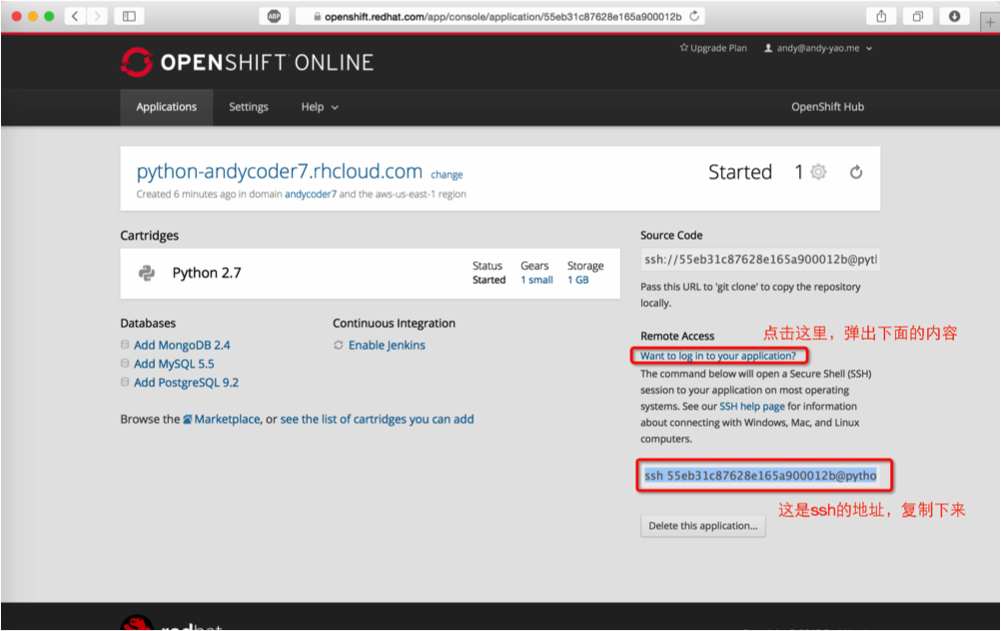 ABP
openshift.redhat.com/app/console/application/55eb31c87628e165a900012b
OPENSHIFT ONLINE
Upgrade Plan
andy@andy-yao.me
Applications
Settings
Help
OpenShift Hub
python-andycoder7.rhcloud.com change
Started 1
Created 6 minutes ago in domain andycoder7 and the aws-us-east-1 region
Cartridges
Python 2.7
Status Gears Storage
Started 1 small 1 GB
Databases
Add MongoDB 2.4
Add MySQL 5.5
Add PostgreSQL 9.2
Continuous Integration
Enable Jenkins
Browse the Marketplace, or see the list of cartridges you can add
Source Code
ssh://55eb31c87628e165a900012b@pyt
Pass this URL to 'git clone' to copy the repository
locally.
Remote Access
点击这里，弹出下面的内容
Want to log in to your application?
The command below will open a Secure Shell (SSH)
session to your application on most operating
systems. See our SSH help page for information
about connecting with Windows, Mac, and Linux
computers.
ssh 55eb31c87628e165a900012b@pytho
这是ssh的地址，复制下来
Delete this application...
redhat